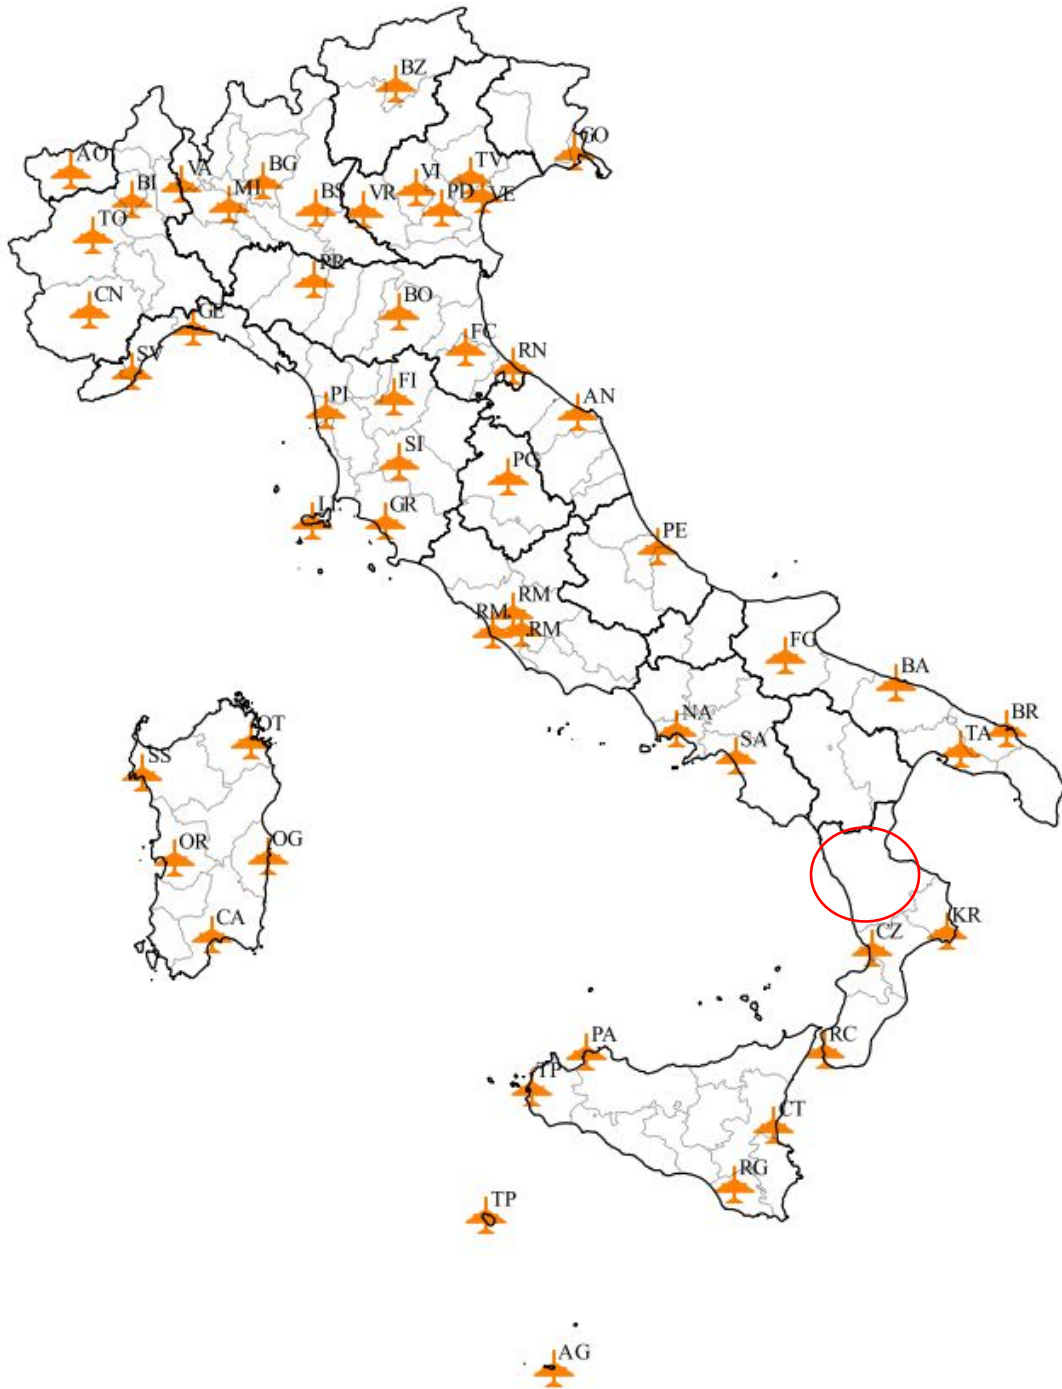 BZ
GO
AO
VA
BG
VI
TV
BI
MI
BS
VR
PD
VE
TO
PR
CN
GE
BO
FC
SV
RN
PI
FI
AN
SI
PG
LI
GR
PE
RM
RM
RM
FG
BA
OT
NA
BR
SS
SA
TA
OR
OG
CA
CZ
KR
PA
RC
TP
CT
RG
TP
AG